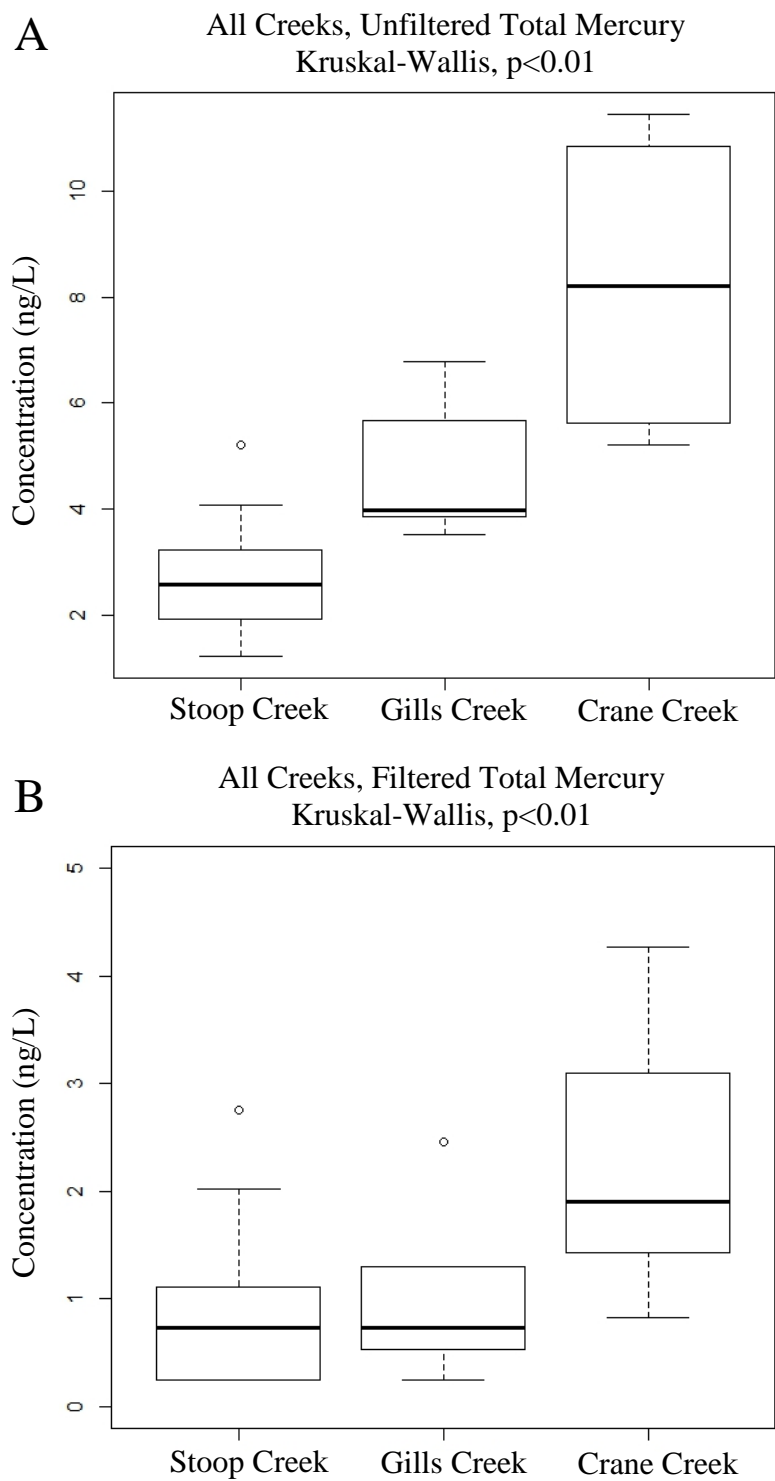 A
All Creeks, Unfiltered Total Mercury
Kruskal-Wallis, p<0.01
Concentration (ng/L)
10
8
6
4
2
Stoop Creek Gills Creek Crane Creek
B
All Creeks, Filtered Total Mercury
Kruskal-Wallis, p<0.01
Concentration (ng/L)
5
4
3
2
1
0
Stoop Creek Gills Creek Crane Creek